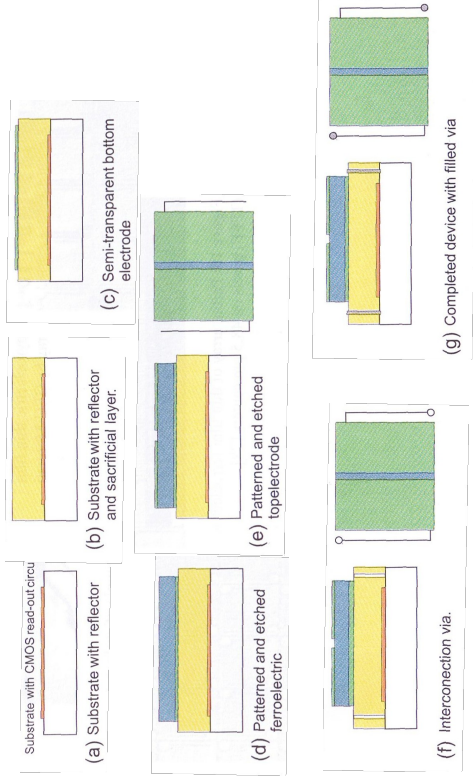 Substrate with CMOS read-out circu
(a) Substrate with reflector
(b) Substrate with reflector
and sacrificial layer.
(c) Semi-transparent bottom
electrode
(d) Patterned and etched
ferroelectric
(e) Patterned and etched
topelectrode
(f) Interconnection via.
(g) Completed device with filled via